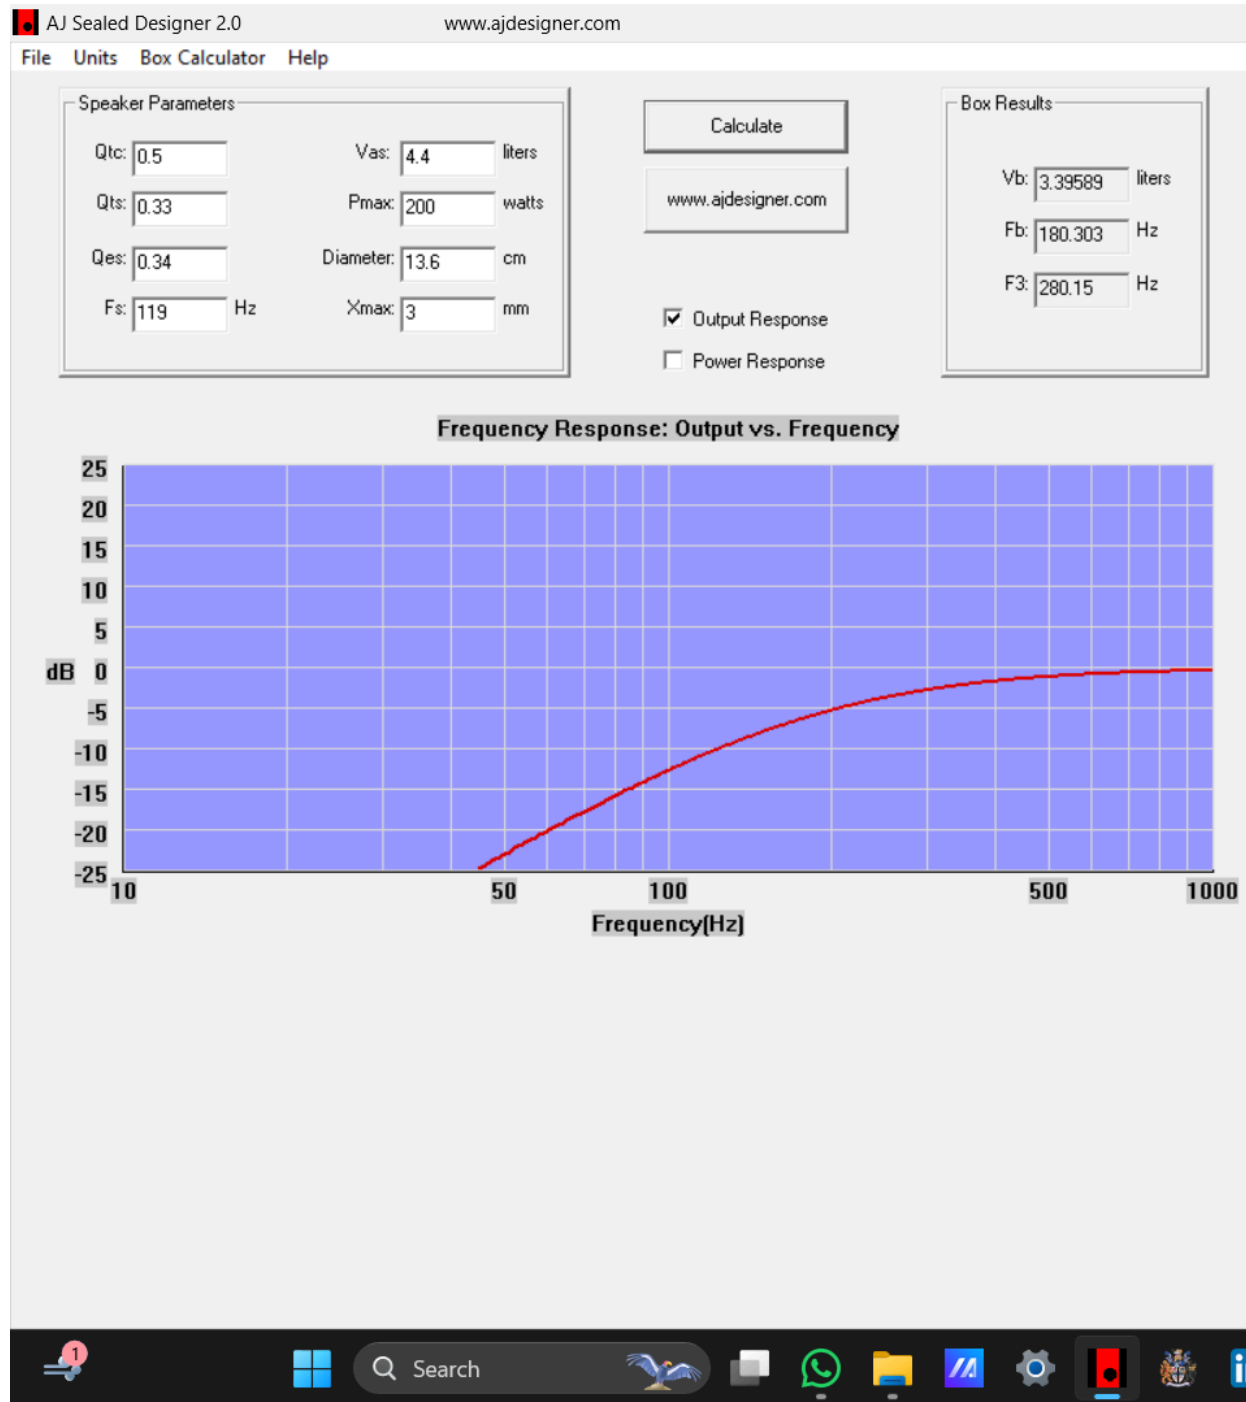 AJ Sealed Designer 2.0 www.ajdesigner.com
File Units Box Calculator Help
Speaker Parameters
Qtc: 0.5 Vas: 4.4 liters
Qts: 0.33 Pmax: 200 watts
Qes: 0.34 Diameter: 13.6 cm
Fs: 119 Hz Xmax: 3 mm
Calculate
www.ajdesigner.com
Output Response
Power Response
Box Results
Vb: 3.39589 liters
Fb: 180.303 Hz
F3: 280.15 Hz
Frequency Response: Output vs. Frequency
25
20
15
10
5
dB 0
-5
-10
-15
-20
-25
10 50 100 500 1000
Frequency(Hz)
1 Search